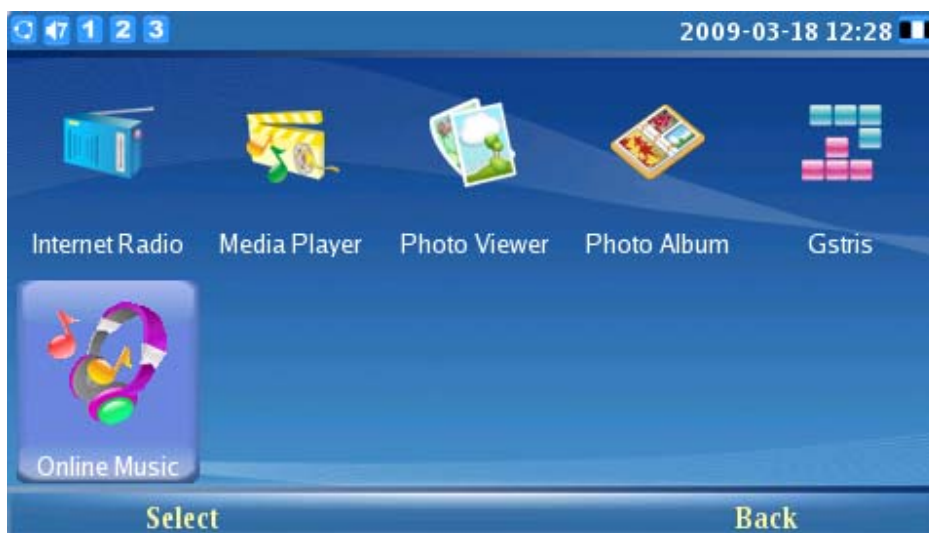 7 1 2 3 2009-03-18 12:28
Internet Radio Media Player Photo Viewer Photo Album Gstris
Online Music
Select Back